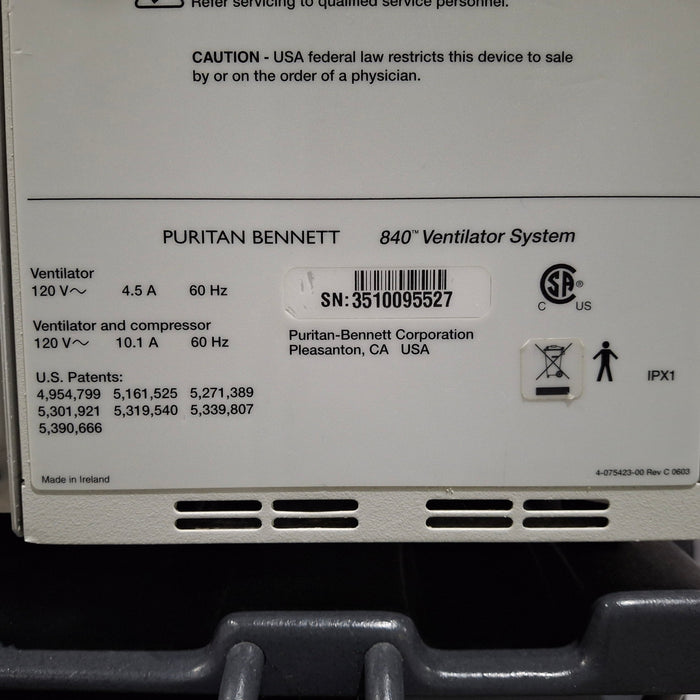 Refer servicing to qualified service personnel.
CAUTION - USA federal law restricts this device to sale
by or on the order of a physician.
PURITAN BENNETT 840™ Ventilator System
Ventilator
120 V~ 4.5 A 60 Hz
SN: 3510095527
CSA®
C US
Ventilator and compressor
120 V~ 10.1 A 60 Hz
Puritan-Bennett Corporation
Pleasanton, CA USA
IPX1
U.S. Patents:
4,954,799 5,161,525 5,271,389
5,301,921 5,319,540 5,339,807
5,390,666
Made in Ireland
4-075423-00 Rev C 0603